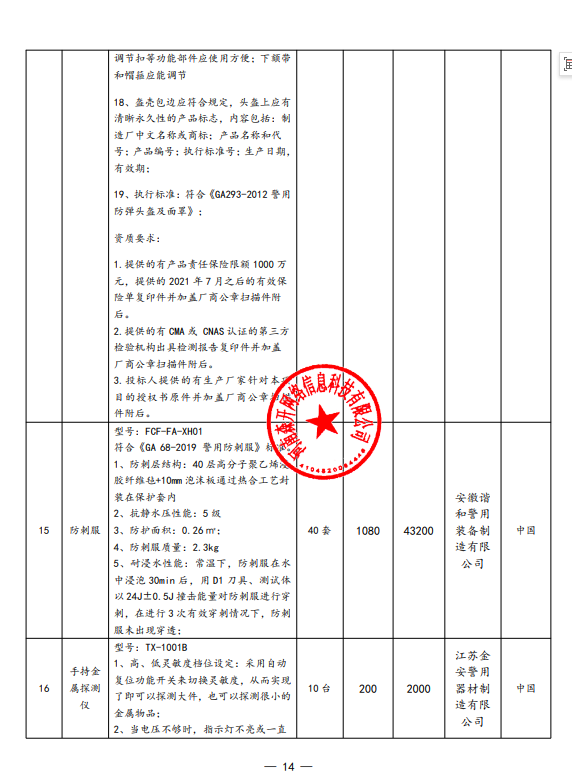 调节扣等功能部件应使用方便；下颏带
和帽箍应能调节
18、盔壳包边应符合规定，头盔上应有
清晰永久性的产品标志，内容包括：制
造厂中文名称或商标；产品名称和代
号；产品编号；执行标准号；生产日期，
有效期；
19、执行标准：符合《GA293-2012 警用
防弹头盔及面罩》；
资质要求：
1.提供的有产品责任保险限额 1000 万
元，提供的 2021 年 7 月之后的有效保
险单复印件并加盖厂商公章扫描件附
后。
2.提供的有 CMA 或 CNAS 认证的第三方
检验机构出具检测报告复印件并加盖
厂商公章扫描件附后。
3.投标人提供的有生产厂家针对本项
目的授权书原件并加盖厂商公章扫描
件附后。
15
防刺服
型号：FCF-FA-XH01
符合《GA 68-2019 警用防刺服》标准。
1、防刺层结构：40 层高分子聚乙烯浸
胶纤维毡+10mm 泡沫板通过热合工艺封
装在保护套内
2、抗静水压性能：5 级
3、防护面积：0.26 ㎡；
4、防刺服质量：2.3kg
5、耐浸水性能：常温下，防刺服在水
中浸泡 30min 后，用 D1 刀具、测试体
以 24J±0.5J 撞击能量对防刺服进行穿
刺，在进行 3 次有效穿刺情况下，防刺
服未出现穿透；
40 套
1080
43200
安徽谐
和警用
装备制
造有限
公司
中国
16
手持金
属探测
仪
型号：TX-1001B
1、高、低灵敏度档位设定：采用自动
复位功能开关来切换灵敏度，从而实现
了即可以探测大件，也可以探测很小的
金属物品；
2、当电压不够时，指示灯不亮或一直
10 台
200
2000
江苏金
安警用
器材制
造有限
公司
中国
开网络信息科技有限公司
— 14 —